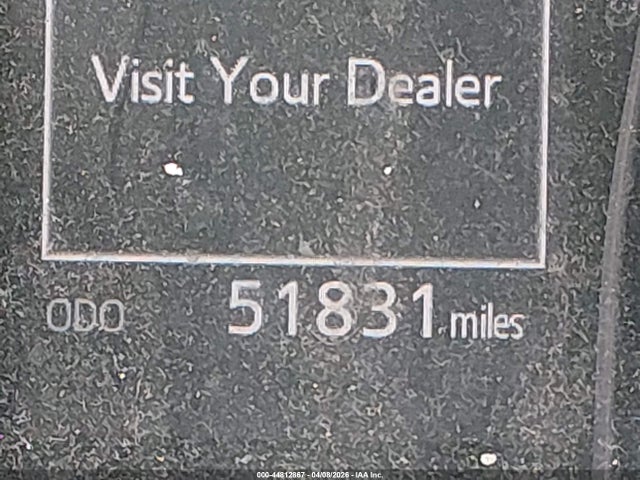 Visit Your Dealer
ODO 51831 miles
000-44812867 - 04/08/2026 - IAA Inc.